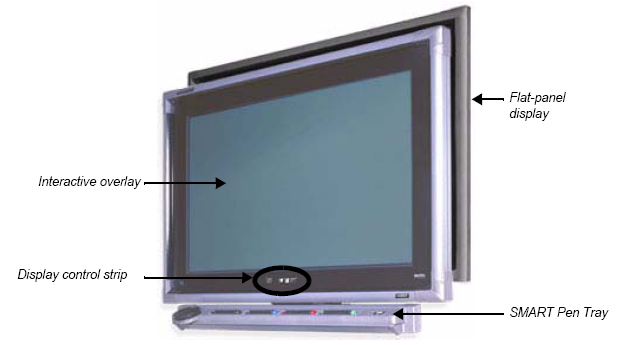 Flat-panel
display
Interactive overlay
Display control strip
SMART Pen Tray